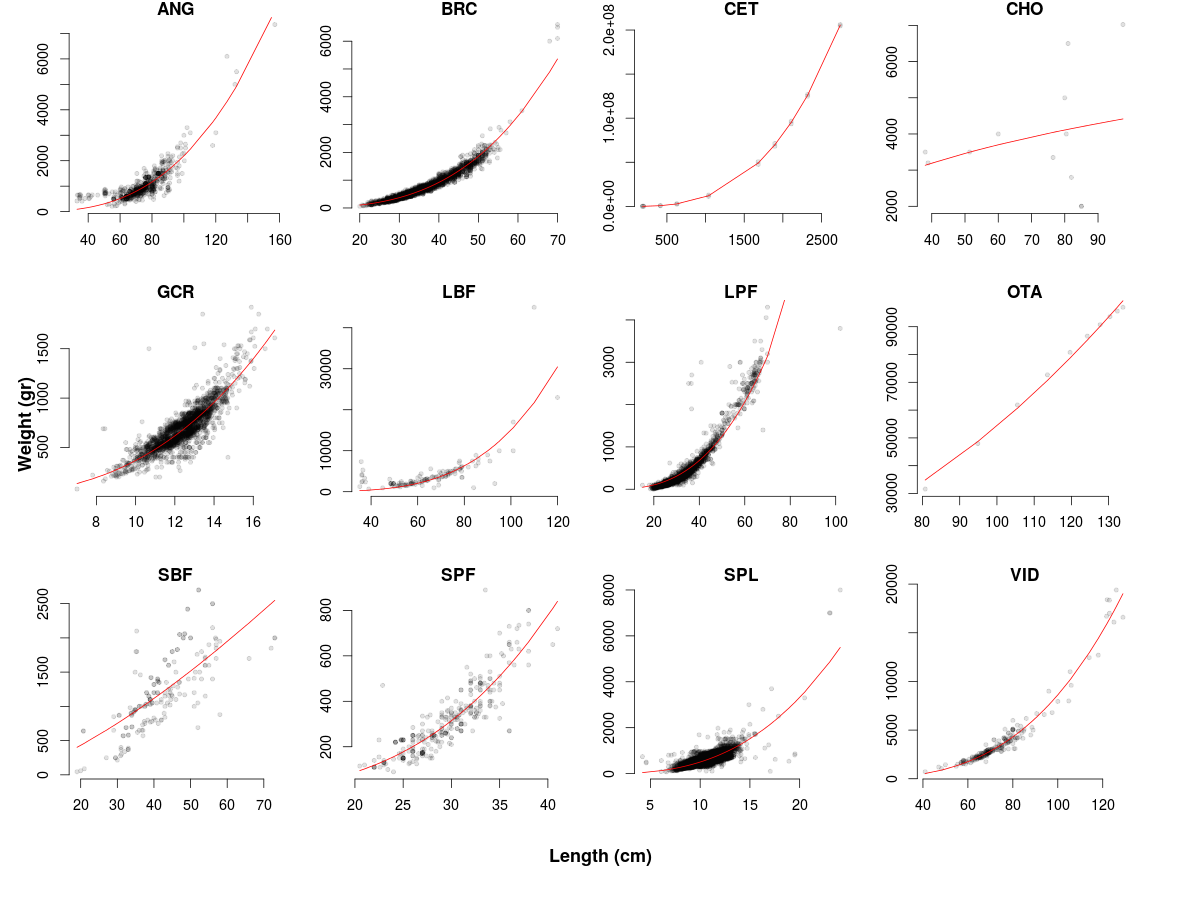 ANG
0 2000 4000 6000
40 60 80 120 160
BRC
0 2000 4000 6000
20 30 40 50 60 70
CET
0.0e+00 1.0e+08 2.0e+08
500 1500 2500
CHO
2000 4000 6000
40 50 60 70 80 90
GCR
500 1000 1500
8 10 12 14 16
LBF
0 10000 30000
40 60 80 100 120
LPF
0 1000 3000
20 40 60 80 100
OTA
30000 50000 70000 90000
80 90 100 110 120 130
SBF
0 500 1500 2500
20 30 40 50 60 70
SPF
200 400 600 800
20 25 30 35 40
SPL
0 2000 4000 6000 8000
5 10 15 20
VID
0 5000 10000 20000
40 60 80 100 120
Weight (gr)
Length (cm)